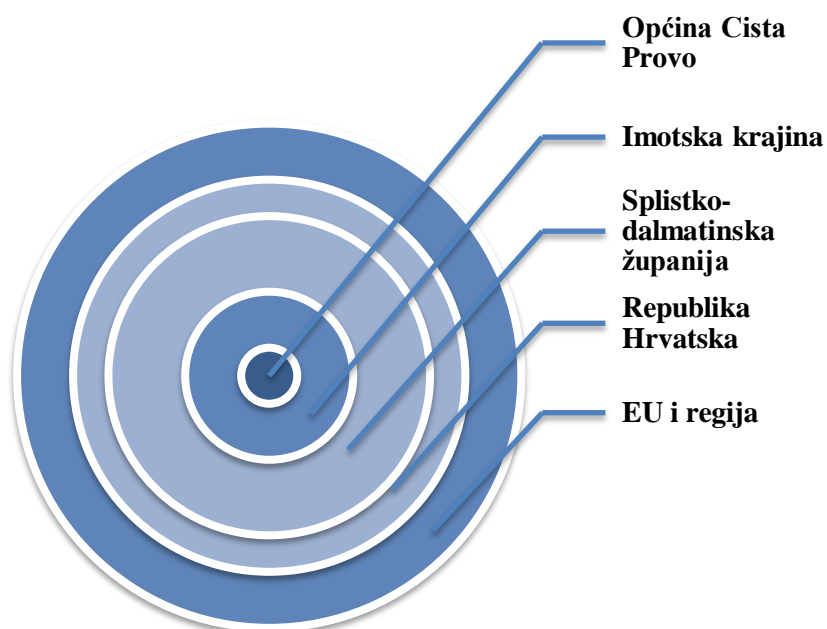 Općina Cista
Provo
Imotska krajina
Splistko-
dalmatinska
županija
Republika
Hrvatska
EU i regija